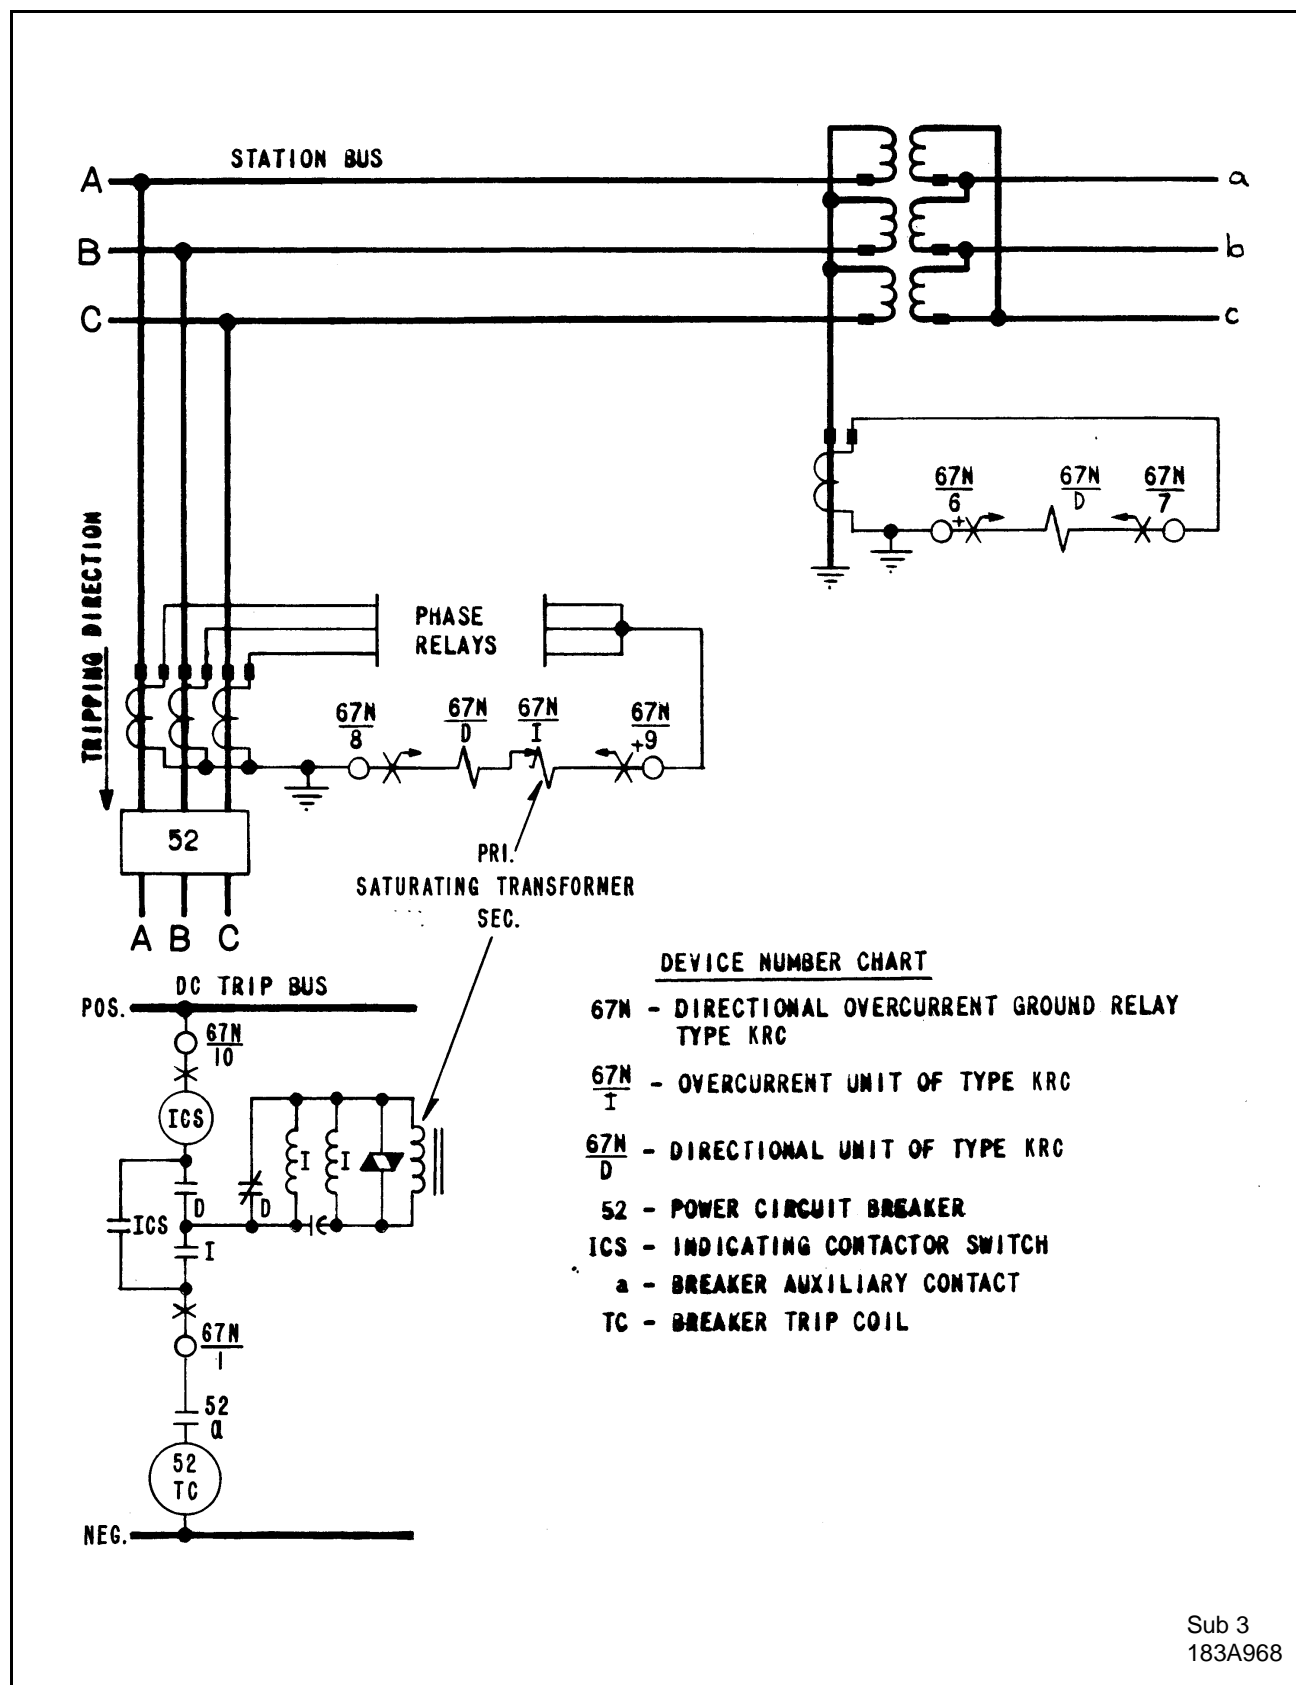 STATION BUS
A
a
B
b
C
c
67N
6
+
67N
D
67N
7
TRIPPING DIRECTION
PHASE
RELAYS
67N
8
67N
D
67N
I
67N
+9
52
PRI.
SATURATING TRANSFORMER
SEC.
A B C
DC TRIP BUS
POS.
67N
10
ICS
D
ICS
I
D
I
I
67N
1
52
a
52
TC
NEG.
DEVICE NUMBER CHART
67N - DIRECTIONAL OVERCURRENT GROUND RELAY
TYPE KRC
67N
I - OVERCURRENT UNIT OF TYPE KRC
67N
D - DIRECTIONAL UNIT OF TYPE KRC
52 - POWER CIRCUIT BREAKER
ICS - INDICATING CONTACTOR SWITCH
a - BREAKER AUXILIARY CONTACT
TC - BREAKER TRIP COIL
Sub 3
183A968